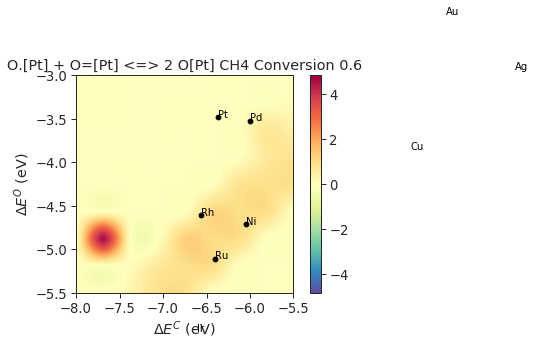 Au
O.[Pt] + O=[Pt] <=> 2 O[Pt] CH4 Conversion 0.6
Ag
−3.0
−3.5
−4.0
−4.5
−5.0
−5.5
ΔE^O (eV)
Pt
Pd
Rh
Ni
Ru
Cu
4
2
0
−2
−4
−8.0 −7.5 −7.0 −6.5 −6.0 −5.5
ΔE^C (eV)